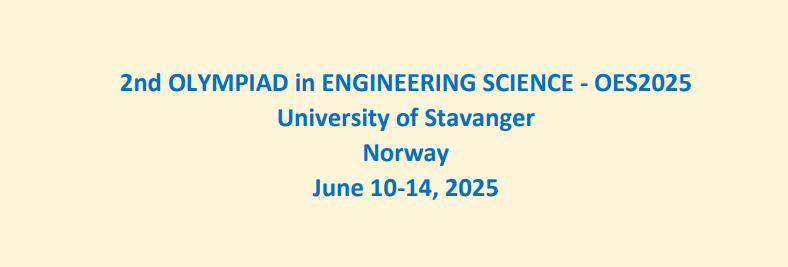 2nd OLYMPIAD in ENGINEERING SCIENCE - OES2025
University of Stavanger
Norway
June 10-14, 2025